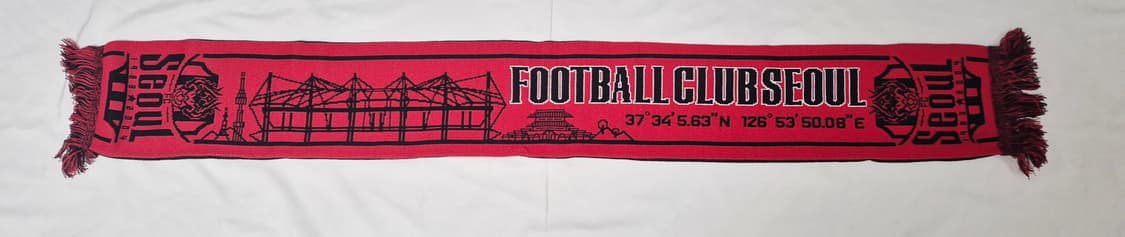 Seoul
FOOTBALL CLUB SEOUL
37°34'5.63"N 126°53'50.08"E
Seoul